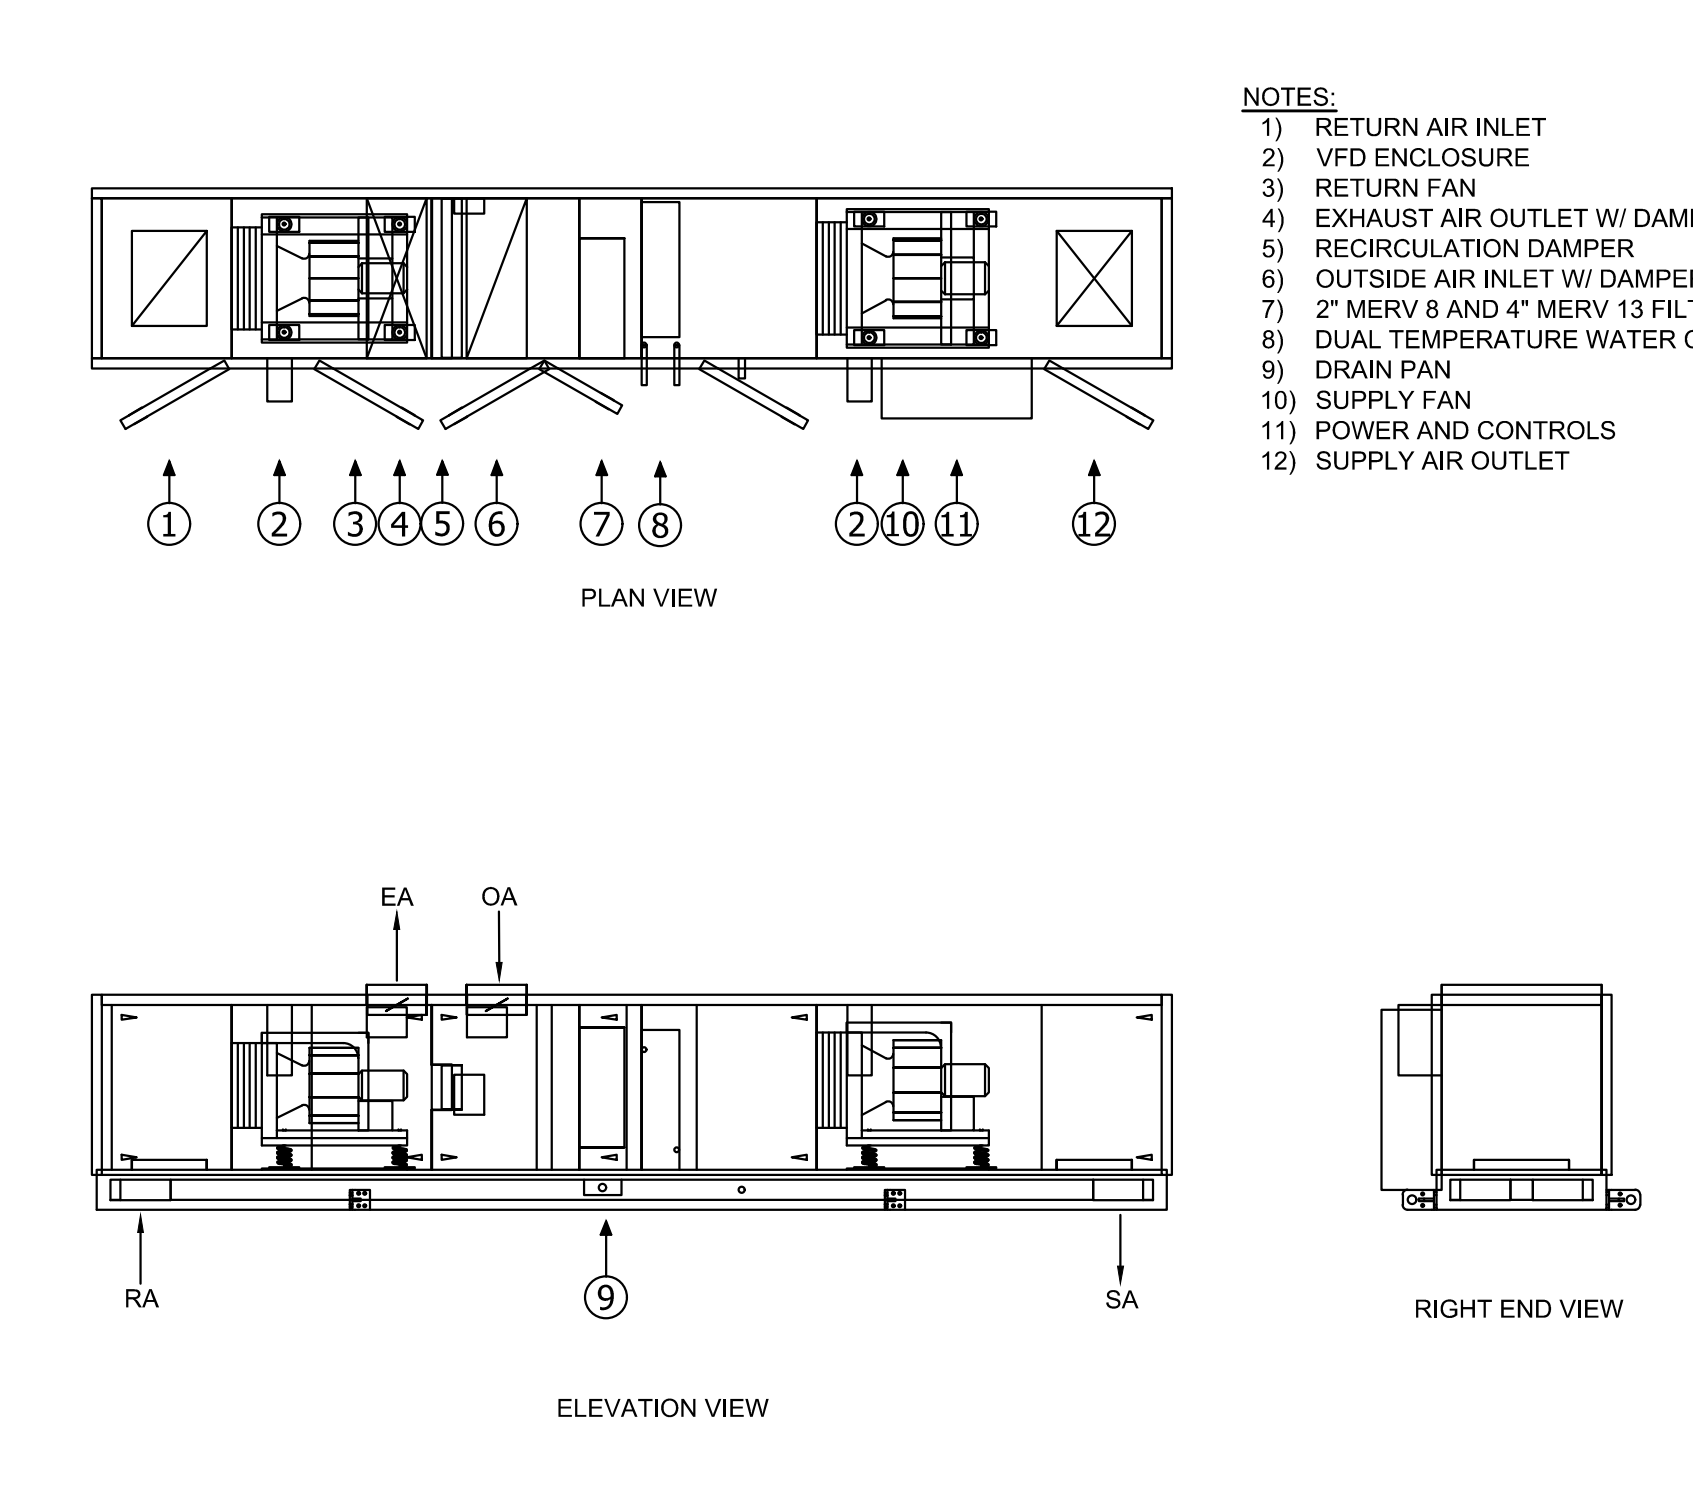 NOTES:
1) RETURN AIR INLET
2) VFD ENCLOSURE
3) RETURN FAN
4) EXHAUST AIR OUTLET W/
5) RECIRCULATION DAMPER
6) OUTSIDE AIR INLET W/
7) 2" MERV 8 AND 4" MERV 13
8) DUAL TEMPERATURE WATER
9) DRAIN PAN
10) SUPPLY FAN
11) POWER AND CONTROLS
12) SUPPLY AIR OUTLET
1 2 3 4 5 6 7 8 2 10 11 12
PLAN VIEW
EA OA
RA 9 SA
RIGHT END VIEW
ELEVATION VIEW